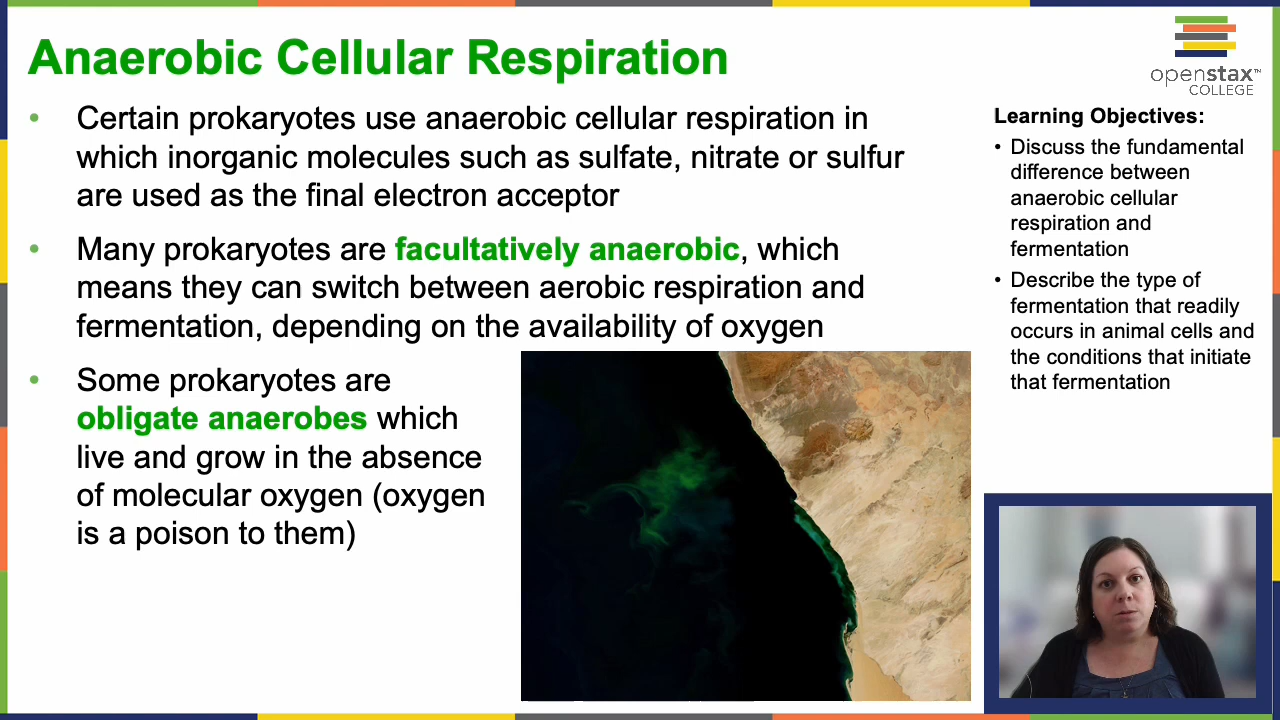 Anaerobic Cellular Respiration
• Certain prokaryotes use anaerobic cellular respiration in
which inorganic molecules such as sulfate, nitrate or sulfur
are used as the final electron acceptor
• Many prokaryotes are facultatively anaerobic, which
means they can switch between aerobic respiration and
fermentation, depending on the availability of oxygen
• Some prokaryotes are
obligate anaerobes which
live and grow in the absence
of molecular oxygen (oxygen
is a poison to them)
openstax™
COLLEGE
Learning Objectives:
• Discuss the fundamental
difference between
anaerobic cellular
respiration and
fermentation
• Describe the type of
fermentation that readily
occurs in animal cells and
the conditions that initiate
that fermentation